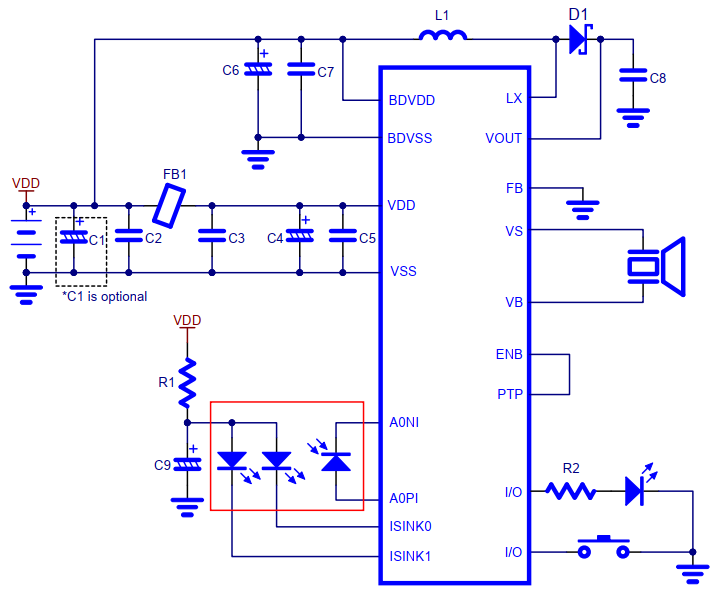 L1
D1
+
C6
C7
C8
BDVDD
BDVSS
LX
VOUT
FB1
VDD
+
+
C1
C2
C3
+
C4
C5
VDD
VSS
*C1 is optional
FB
VS
VB
ENB
PTP
VDD
R1
+
C9
A0NI
A0PI
ISINK0
ISINK1
R2
I/O
I/O